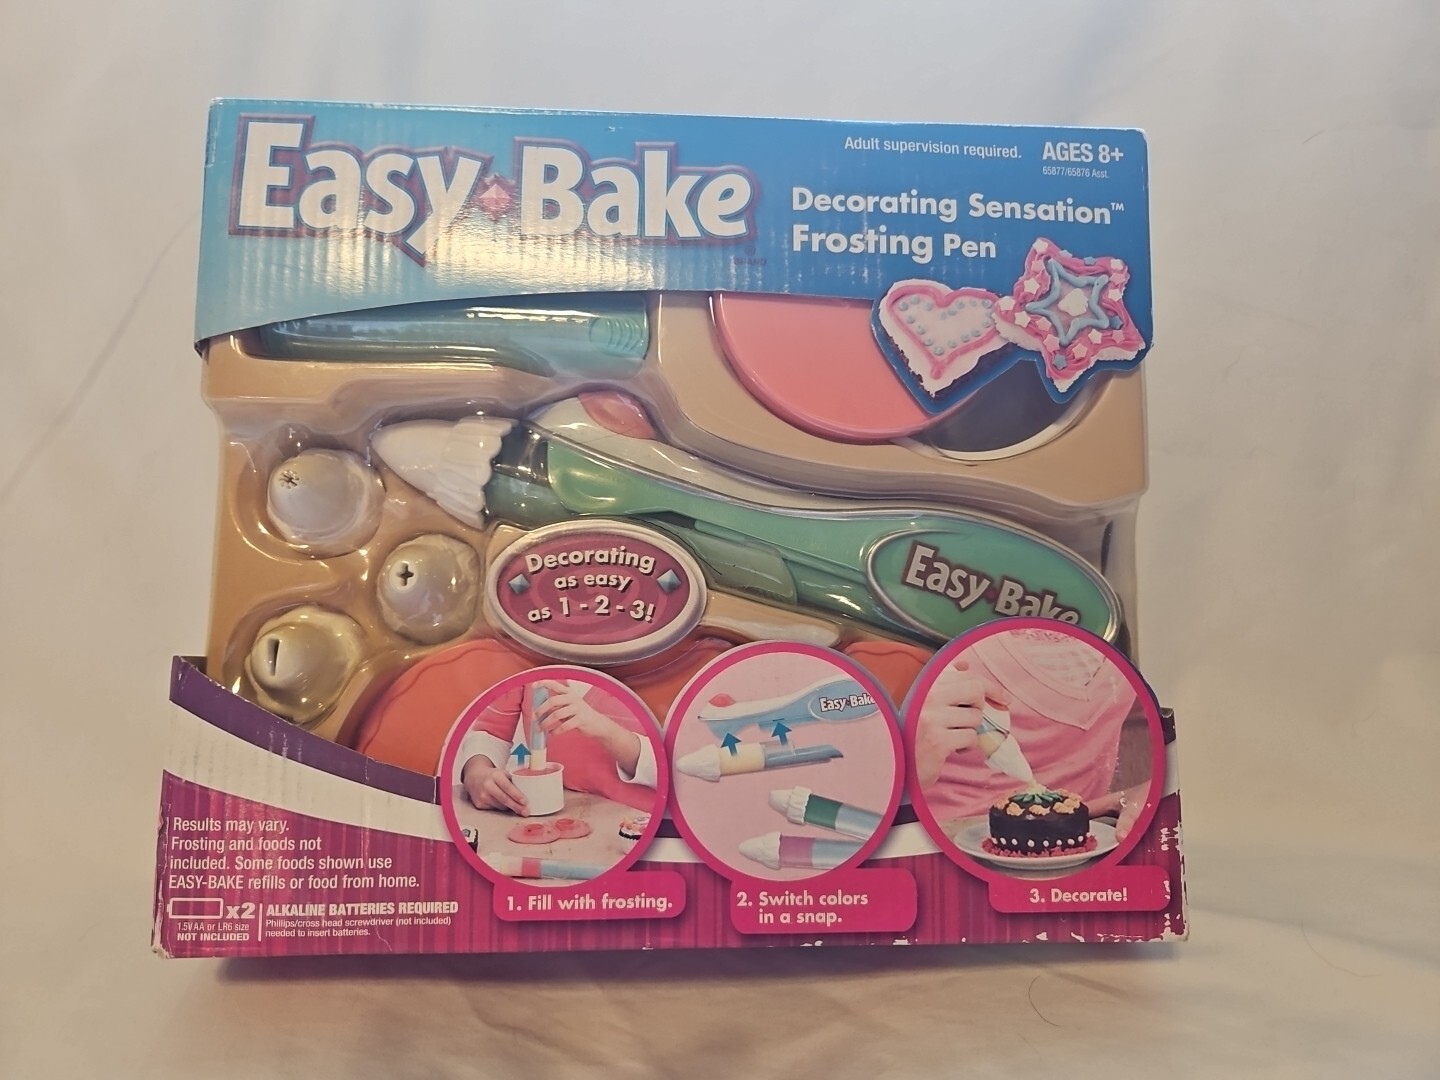 Easy Bake
BRAND
Adult supervision required. AGES 8+
65877/65876 Asst.
Decorating Sensation™
Frosting Pen
Decorating
as easy
as 1 - 2 - 3!
Easy Bake
Easy Bake
Results may vary.
Frosting and foods not
included. Some foods shown use
EASY-BAKE refills or food from home.
x2
1.5V AA or LR6 size
NOT INCLUDED
ALKALINE BATTERIES REQUIRED
Phillips/cross head screwdriver (not included)
needed to insert batteries.
1. Fill with frosting.
2. Switch colors
in a snap.
3. Decorate!